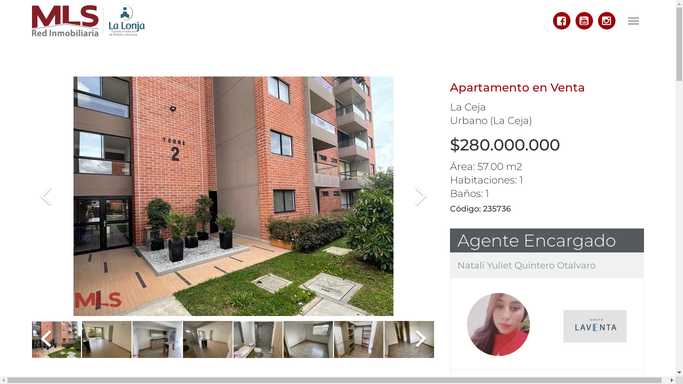 MLS
Red Inmobiliaria
La Lonja
Apartamento en Venta
La Ceja
Urbano (La Ceja)
$280.000.000
Área: 57.00 m2
Habitaciones: 1
Baños: 1
Código: 235736
TORRE
2
MLS
Agente Encargado
Natali Yuliet Quintero Otalvaro
LAVENTA